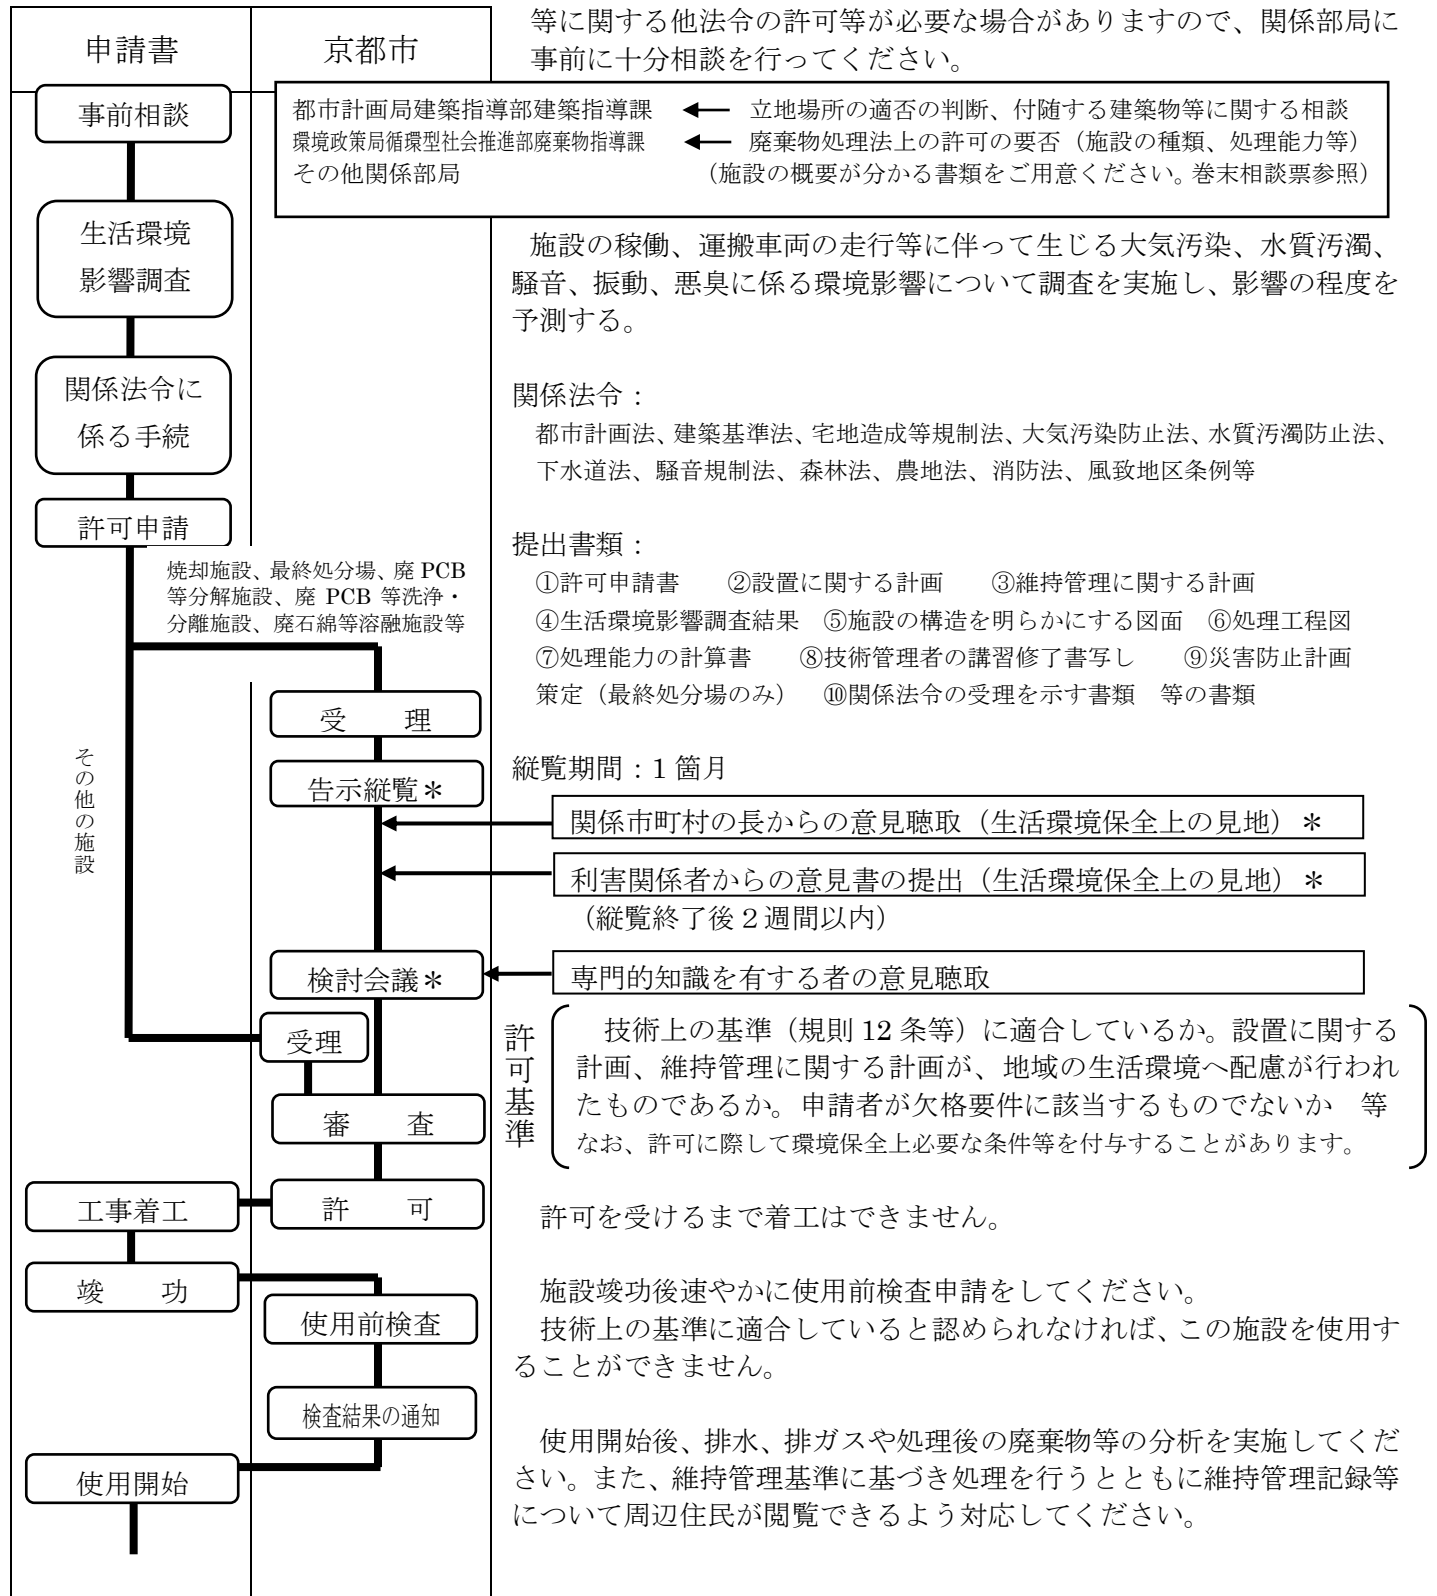 等に関する他法令の許可等が必要な場合がありますので、関係部局に
事前に十分相談を行ってください。
申請書
京都市
事前相談
都市計画局建築指導部建築指導課
立地場所の適否の判断、付随する建築物等に関する相談
環境政策局循環型社会推進部廃棄物指導課
廃棄物処理法上の許可の要否（施設の種類、処理能力等）
その他関係部局
（施設の概要が分かる書類をご用意ください。巻末相談票参照）
生活環境
影響調査
施設の稼働、運搬車両の走行等に伴って生じる大気汚染、水質汚濁、
騒音、振動、悪臭に係る環境影響について調査を実施し、影響の程度を
予測する。
関係法令に
係る手続
関係法令：
都市計画法、建築基準法、宅地造成等規制法、大気汚染防止法、水質汚濁防止法、
下水道法、騒音規制法、森林法、農地法、消防法、風致地区条例等
許可申請
焼却施設、最終処分場、廃 PCB
等分解施設、廃 PCB 等洗浄・
分離施設、廃石綿等溶融施設等
提出書類：
①許可申請書　②設置に関する計画　③維持管理に関する計画
④生活環境影響調査結果　⑤施設の構造を明らかにする図面　⑥処理工程図
⑦処理能力の計算書　⑧技術管理者の講習修了書写し　⑨災害防止計画
策定（最終処分場のみ）　⑩関係法令の受理を示す書類　等の書類
受　理
その他の施設
告示縦覧＊
縦覧期間：1 箇月
関係市町村の長からの意見聴取（生活環境保全上の見地）＊
利害関係者からの意見書の提出（生活環境保全上の見地）＊
（縦覧終了後２週間以内）
検討会議＊
専門的知識を有する者の意見聴取
受理
審　査
許可基準
技術上の基準（規則 12 条等）に適合しているか。設置に関する
計画、維持管理に関する計画が、地域の生活環境へ配慮が行われ
たものであるか。申請者が欠格要件に該当するものでないか　等
なお、許可に際して環境保全上必要な条件等を付与することがあります。
工事着工
許　可
許可を受けるまで着工はできません。
竣　功
使用前検査
施設竣功後速やかに使用前検査申請をしてください。
技術上の基準に適合していると認められなければ、この施設を使用す
ることができません。
検査結果の通知
使用開始
使用開始後、排水、排ガスや処理後の廃棄物等の分析を実施してくだ
さい。また、維持管理基準に基づき処理を行うとともに維持管理記録等
について周辺住民が閲覧できるよう対応してください。